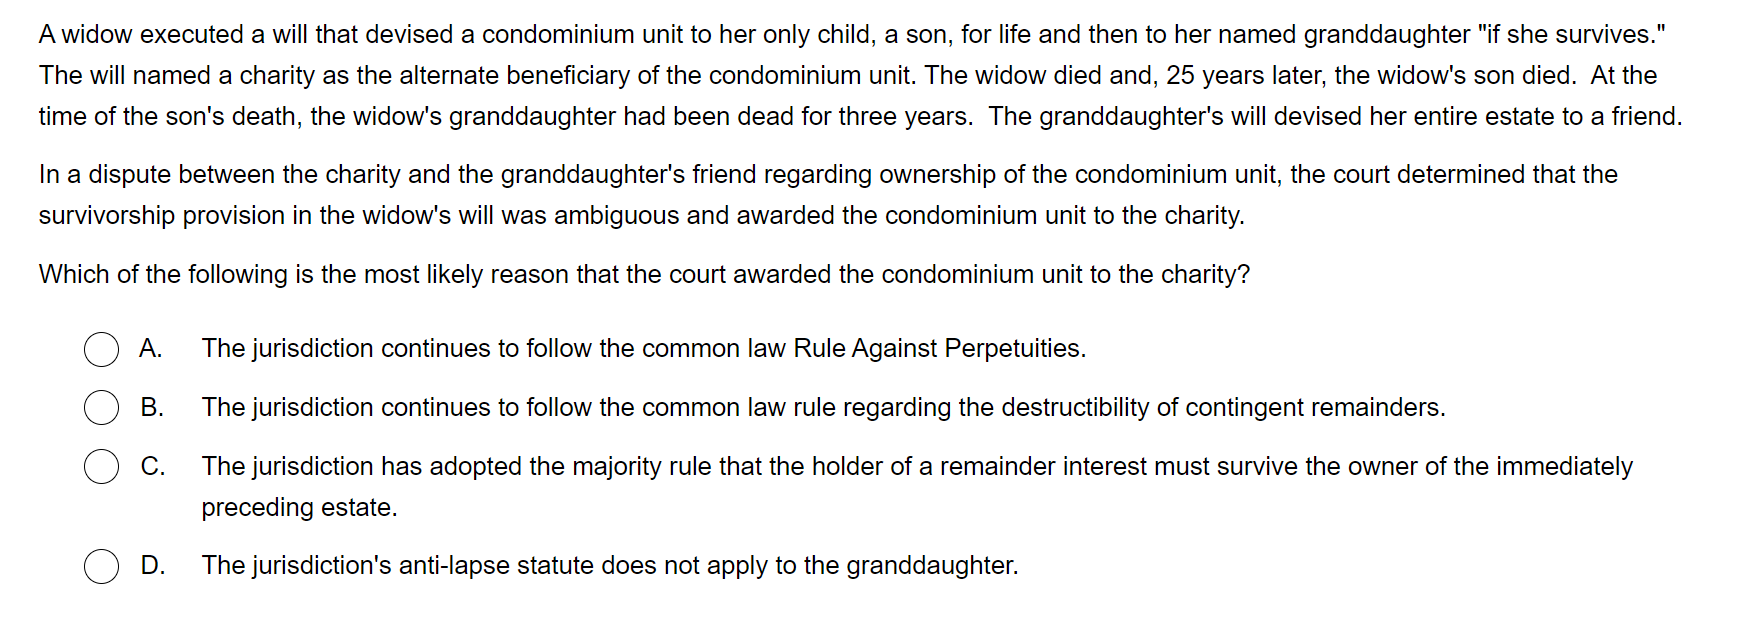 A widow executed a will that devised a condominium unit to her only child, a son, for life and then to her named granddaughter "if she survives."
The will named a charity as the alternate beneficiary of the condominium unit. The widow died and, 25 years later, the widow's son died.  At the
time of the son's death, the widow's granddaughter had been dead for three years.  The granddaughter's will devised her entire estate to a friend.
In a dispute between the charity and the granddaughter's friend regarding ownership of the condominium unit, the court determined that the
survivorship provision in the widow's will was ambiguous and awarded the condominium unit to the charity.
Which of the following is the most likely reason that the court awarded the condominium unit to the charity?
A. The jurisdiction continues to follow the common law Rule Against Perpetuities.
B. The jurisdiction continues to follow the common law rule regarding the destructibility of contingent remainders.
C. The jurisdiction has adopted the majority rule that the holder of a remainder interest must survive the owner of the immediately
preceding estate.
D. The jurisdiction's anti-lapse statute does not apply to the granddaughter.